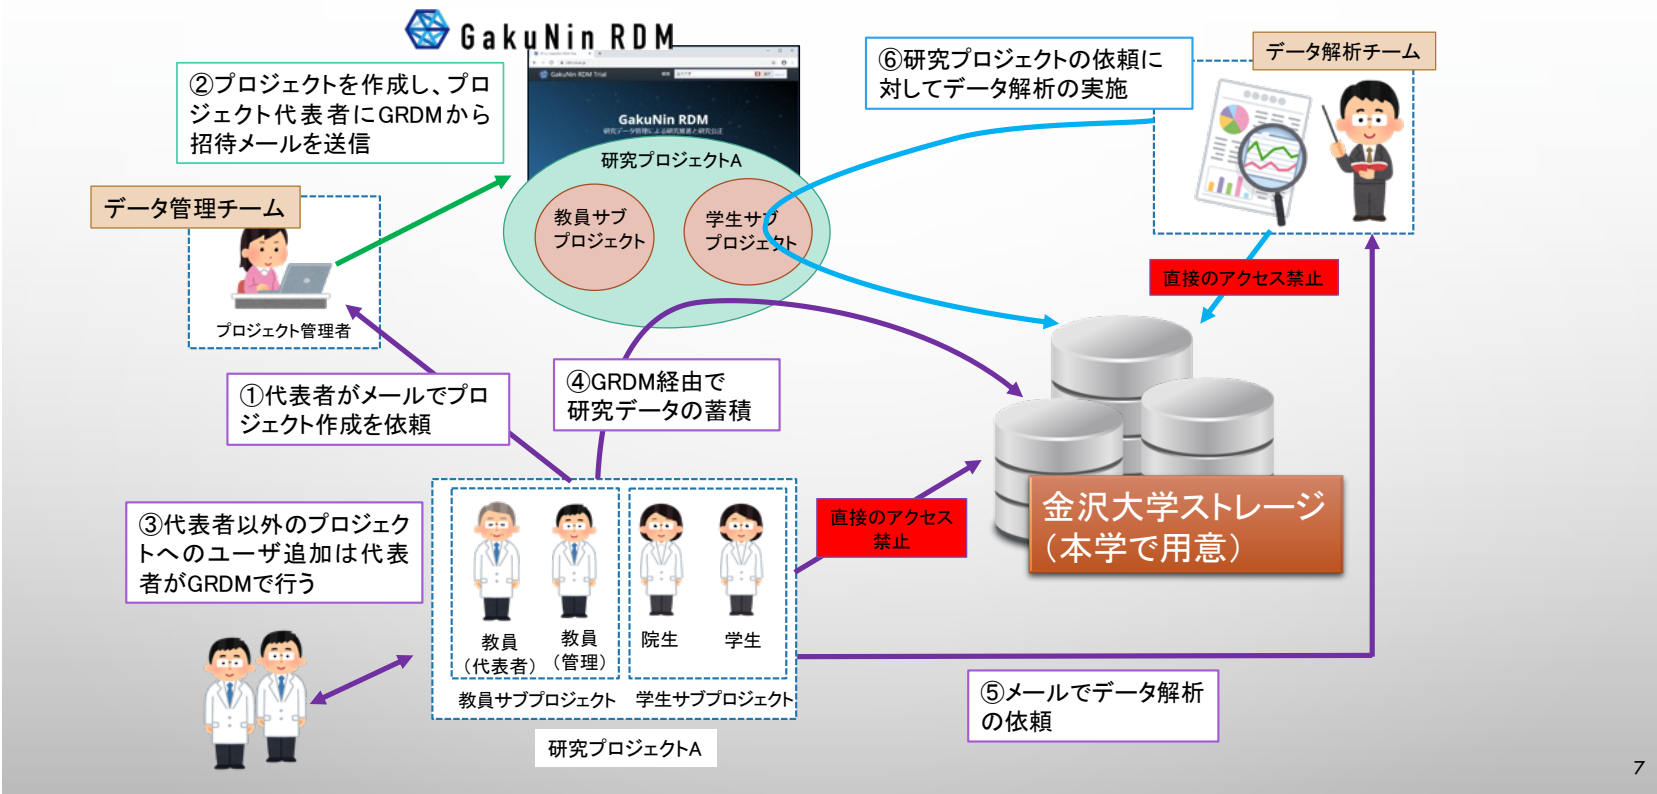 GakuNin RDM
②プロジェクトを作成し、プロ
ジェクト代表者にGRDMから
招待メールを送信
GakuNin RDM Trial
GakuNin RDM
研究プロジェクトA
教員サブ
プロジェクト
学生サブ
プロジェクト
⑥研究プロジェクトの依頼に
対してデータ解析の実施
データ解析チーム
直接のアクセス禁止
データ管理チーム
プロジェクト管理者
①代表者がメールでプロ
ジェクト作成を依頼
④GRDM経由で
研究データの蓄積
③代表者以外のプロジェク
トへのユーザ追加は代表
者がGRDMで行う
教員
（代表者）
教員
（管理）
院生
学生
教員サブプロジェクト
学生サブプロジェクト
研究プロジェクトA
直接のアクセス
禁止
金沢大学ストレージ
（本学で用意）
⑤メールでデータ解析
の依頼
7